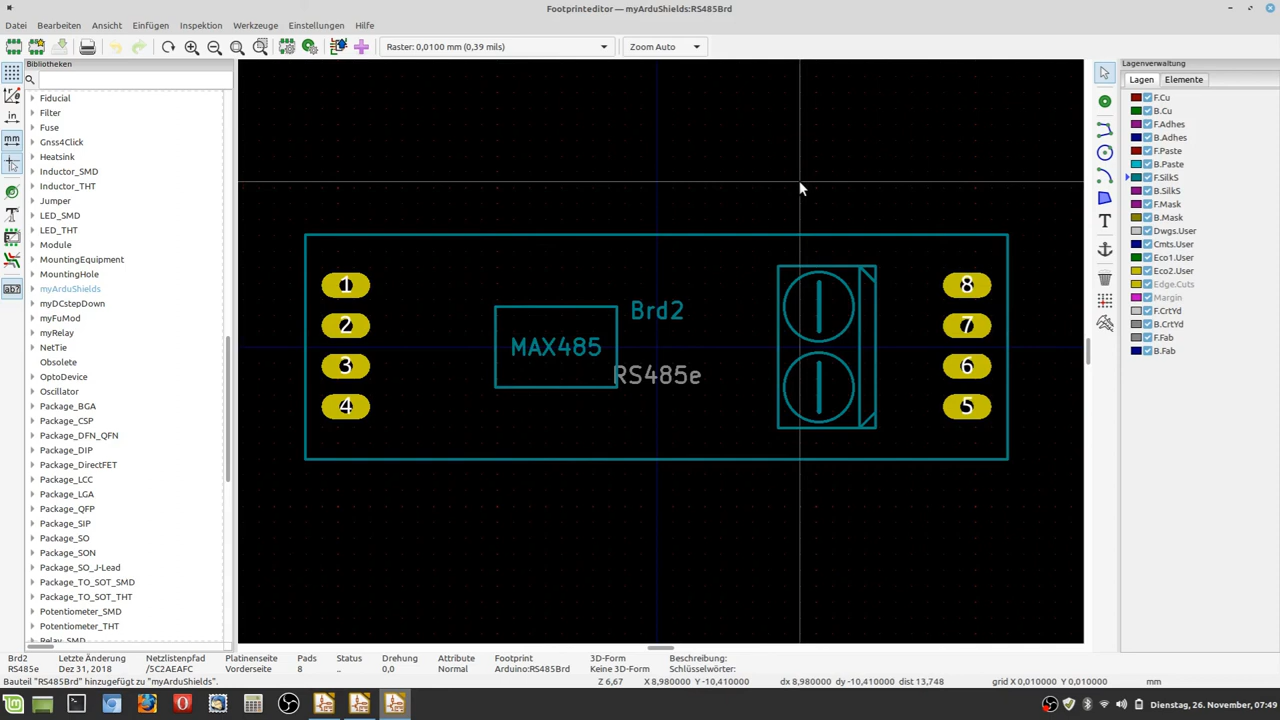 Footprinteditor — myArduShields:RS485Brd
Datei Bearbeiten Ansicht Einfügen Inspektion Werkzeuge Einstellungen Hilfe
Raster: 0,0100 mm (0,39 mils) Zoom Auto
Bibliotheken
Fiducial
Filter
Fuse
Gnss4Click
Heatsink
Inductor_SMD
Inductor_THT
Jumper
LED_SMD
LED_THT
Module
MountingEquipment
MountingHole
myArduShields
myDCstepDown
myFuMod
myRelay
NetTie
Obsolete
OptoDevice
Oscillator
Package_BGA
Package_CSP
Package_DFN_QFN
Package_DIP
Package_DirectFET
Package_LCC
Package_LGA
Package_QFP
Package_SIP
Package_SO
Package_SON
Package_SO_J-Lead
Package_TO_SOT_SMD
Package_TO_SOT_THT
Potentiometer_SMD
Potentiometer_THT
Relay_SMD
in
mm
ab?
1 8
2 Brd2 7
MAX485
3 RS485e 6
4 5
Lagenverwaltung
Lagen Elemente
F.Cu
B.Cu
F.Adhes
B.Adhes
F.Paste
B.Paste
F.SilkS
B.SilkS
F.Mask
B.Mask
Dwgs.User
Cmts.User
Eco1.User
Eco2.User
Edge.Cuts
Margin
F.CrtYd
B.CrtYd
F.Fab
B.Fab
Brd2 Letzte Änderung Netzlistenpfad Platinenseite Pads Status Drehung Attribute Footprint 3D-Form Beschreibung:
RS485e Dez 31, 2018 /5C2AEAFC Vorderseite 8 .. 0,0 Normal Arduino:RS485Brd Keine 3D-Form Schlüsselwörter:
Bauteil "RS485Brd" hinzugefügt zu "myArduShields". Z 6,67 X 8,980000 Y -10,410000 dx 8,980000 dy -10,410000 dist 13,748 grid X 0,010000 Y 0,010000 mm
Dienstag, 26. November, 07:49